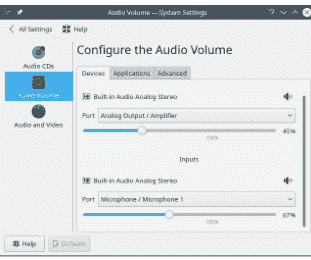 Audio Volume — System Settings
All Settings Help
Configure the Audio Volume
Audio CDs
Audio Volume
Audio and Video
Devices Applications Advanced
Built-in Audio Analog Stereo
Port Analog Output / Amplifier
45%
100%
Inputs
Built-in Audio Analog Stereo
Port Microphone / Microphone 1
67%
100%
Help Defaults